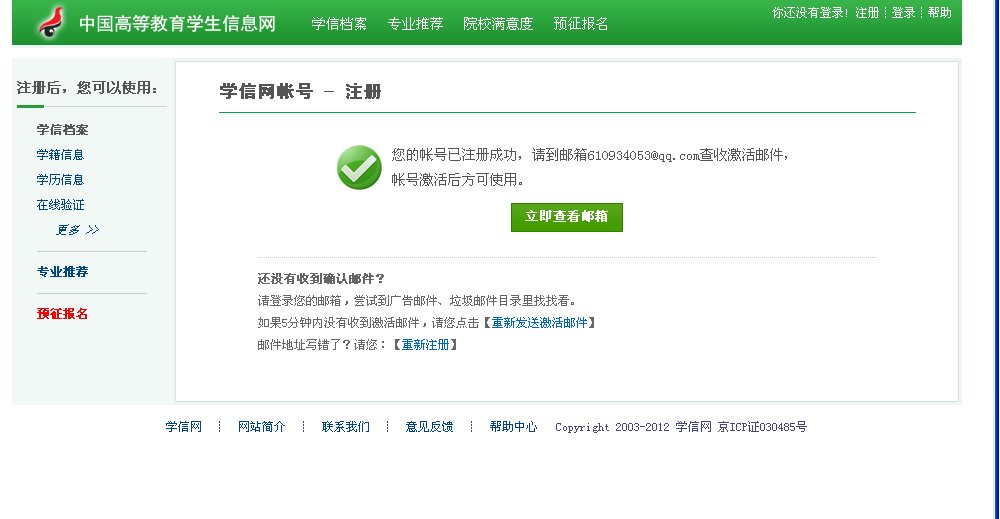 中国高等教育学生信息网 学信档案 专业推荐 院校满意度 预征报名 你还没有登录! 注册 | 登录 | 帮助
注册后，您可以使用：
学信档案
学籍信息
学历信息
在线验证
更多 >>
专业推荐
预征报名
学信网帐号 - 注册
您的帐号已注册成功，请到邮箱610934053@qq.com查收激活邮件，
帐号激活后方可使用。
立即查看邮箱
还没有收到确认邮件？
请登录您的邮箱，尝试到广告邮件、垃圾邮件目录里找找看。
如果5分钟内没有收到激活邮件，请您点击【重新发送激活邮件】
邮件地址写错了？请您：【重新注册】
学信网 | 网站简介 | 联系我们 | 意见反馈 | 帮助中心 Copyright 2003-2012 学信网 京ICP证030485号